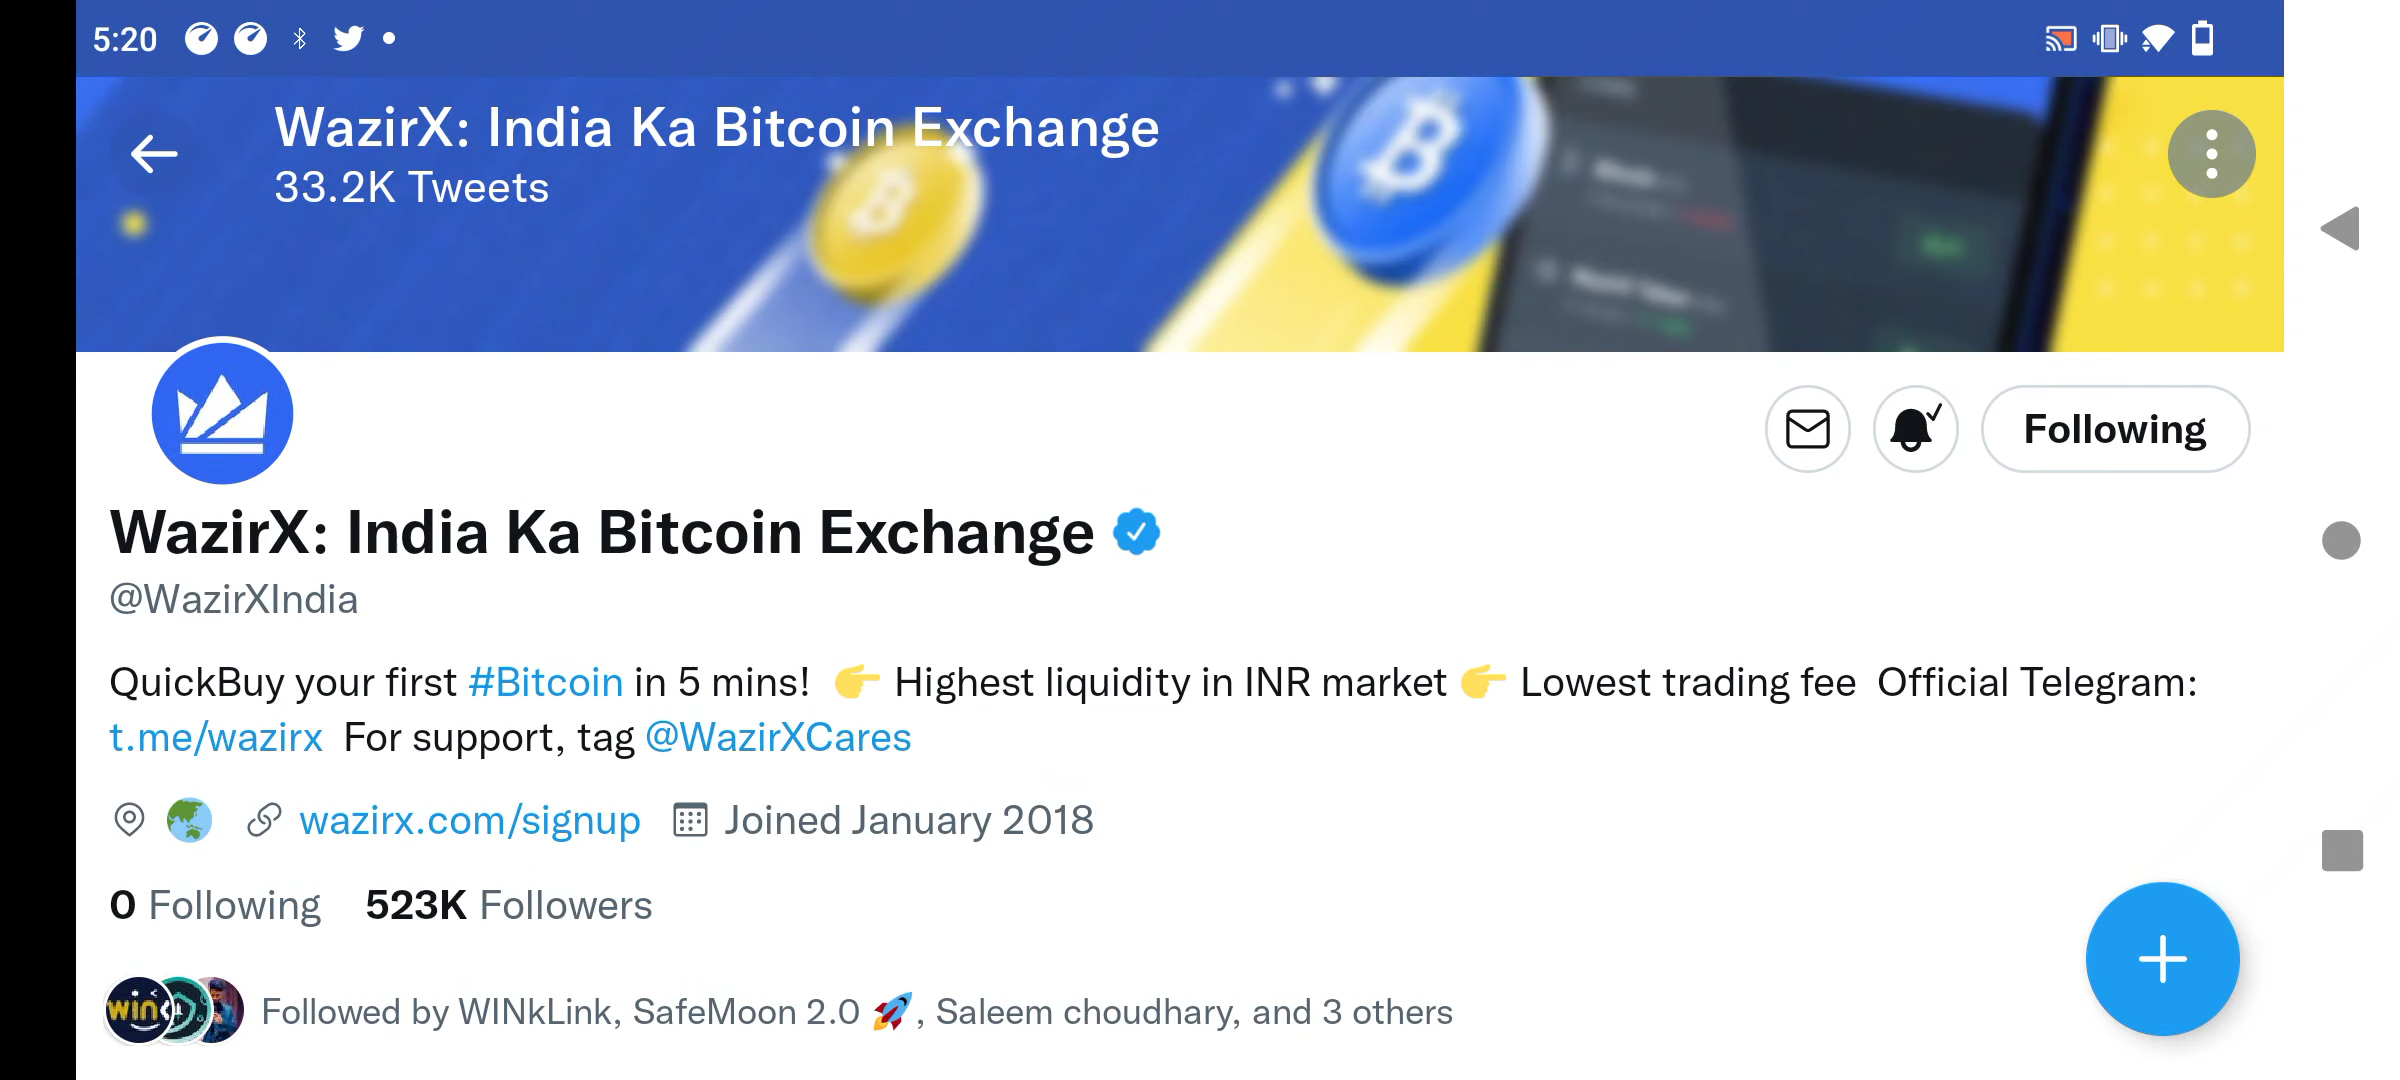 5:20
WazirX: India Ka Bitcoin Exchange
33.2K Tweets
Following
WazirX: India Ka Bitcoin Exchange
@WazirXIndia
QuickBuy your first #Bitcoin in 5 mins! 👉 Highest liquidity in INR market 👉 Lowest trading fee Official Telegram:
t.me/wazirx For support, tag @WazirXCares
wazirx.com/signup Joined January 2018
0 Following 523K Followers
win
Followed by WINkLink, SafeMoon 2.0 🚀, Saleem choudhary, and 3 others